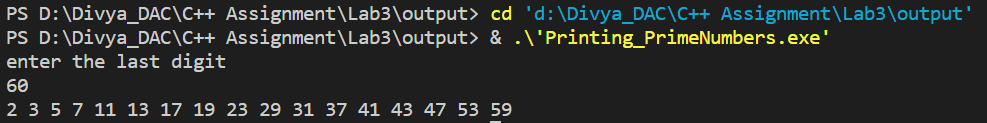 PS D:\Divya_DAC\C++ Assignment\Lab3\output> cd 'd:\Divya_DAC\C++ Assignment\Lab3\output'
PS D:\Divya_DAC\C++ Assignment\Lab3\output> & .\'Printing_PrimeNumbers.exe'
enter the last digit
60
2 3 5 7 11 13 17 19 23 29 31 37 41 43 47 53 59